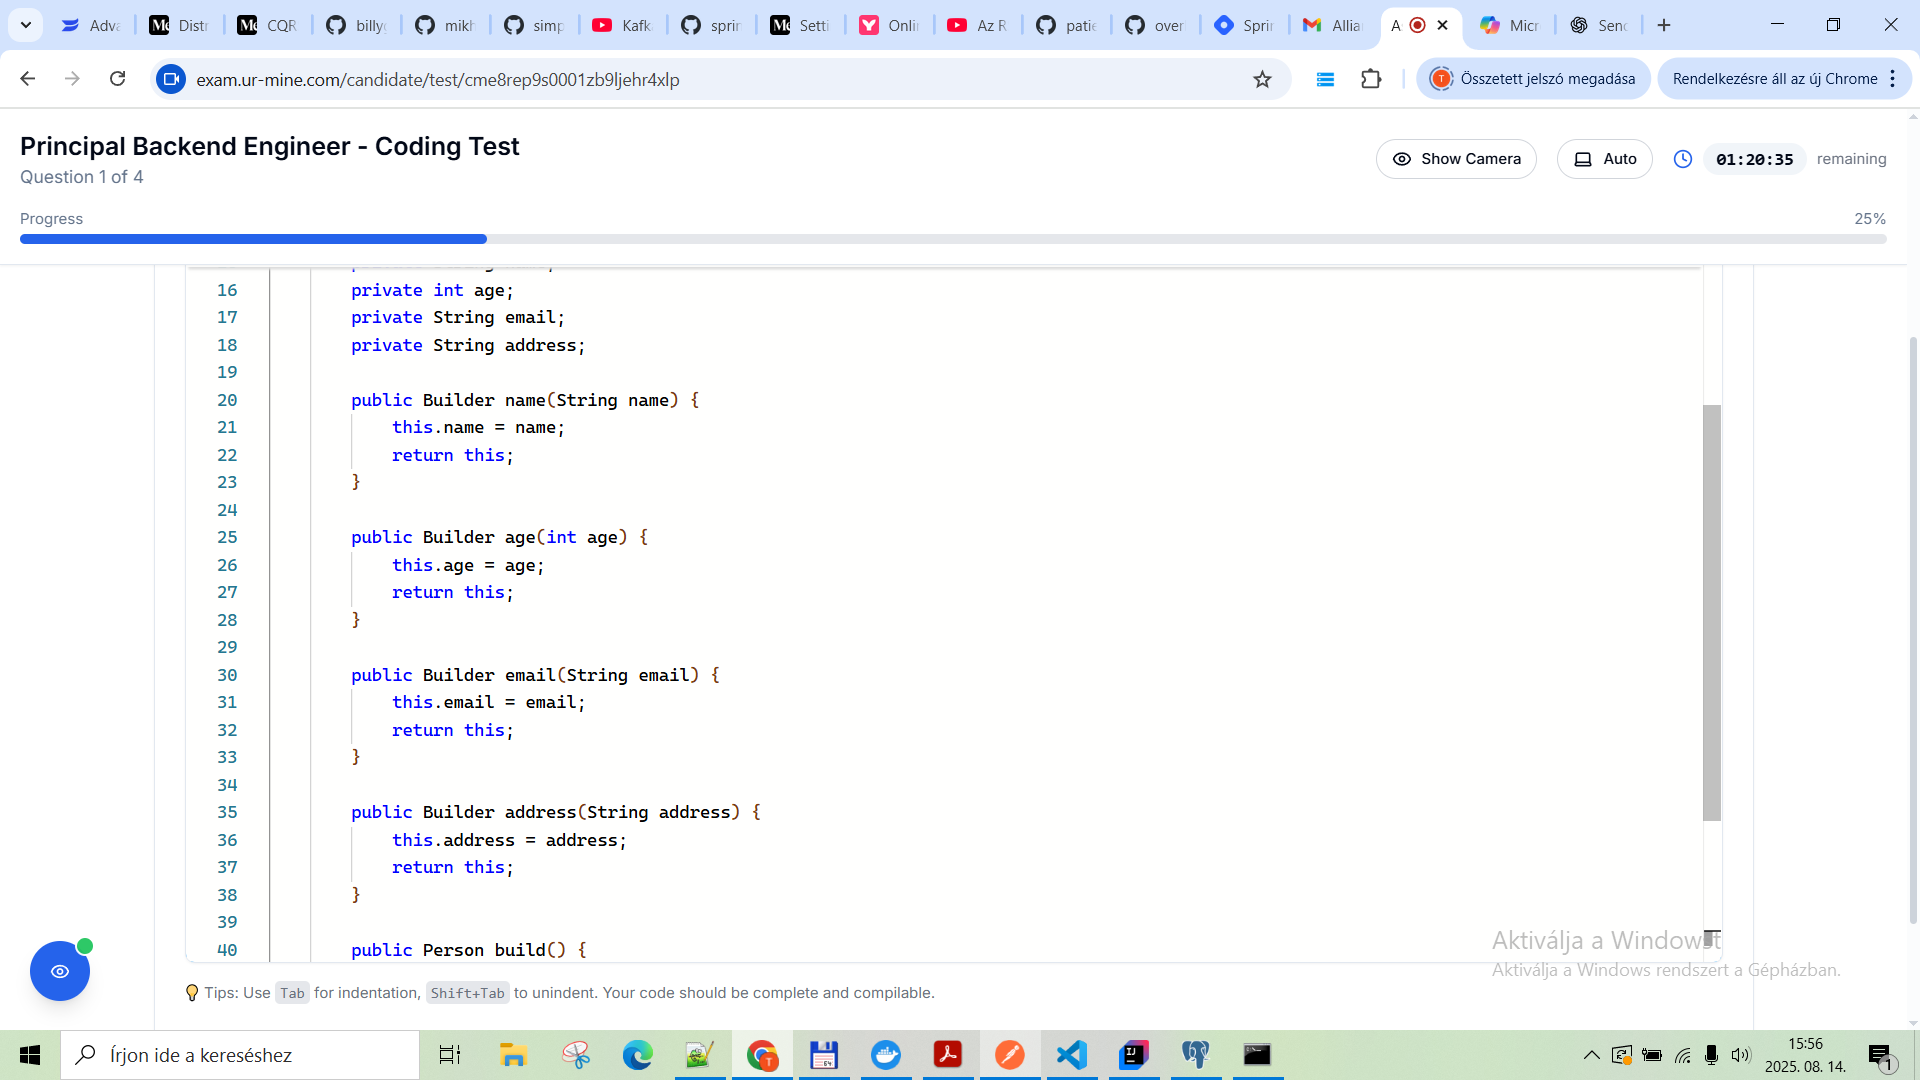 Adva
Distr
CQR
billyg
mikh
simp
Kafk
sprin
Setti
Onlin
Az R
patie
over
Sprin
Allia
A
Micr
Send
exam.ur-mine.com/candidate/test/cme8rep9s0001zb9ljehr4xlp
Összetett jelszó megadása
Rendelkezésre áll az új Chrome
Principal Backend Engineer - Coding Test
Question 1 of 4
Show Camera
Auto
01:20:35 remaining
Progress
25%
16 private int age;
17 private String email;
18 private String address;
19
20 public Builder name(String name) {
21 this.name = name;
22 return this;
23 }
24
25 public Builder age(int age) {
26 this.age = age;
27 return this;
28 }
29
30 public Builder email(String email) {
31 this.email = email;
32 return this;
33 }
34
35 public Builder address(String address) {
36 this.address = address;
37 return this;
38 }
39
40 public Person build() {
Aktiválja a Windowst
Aktiválja a Windows rendszert a Gépházban.
Tips: Use Tab for indentation, Shift+Tab to unindent. Your code should be complete and compilable.
Írjon ide a kereséshez
15:56
2025. 08. 14.
1